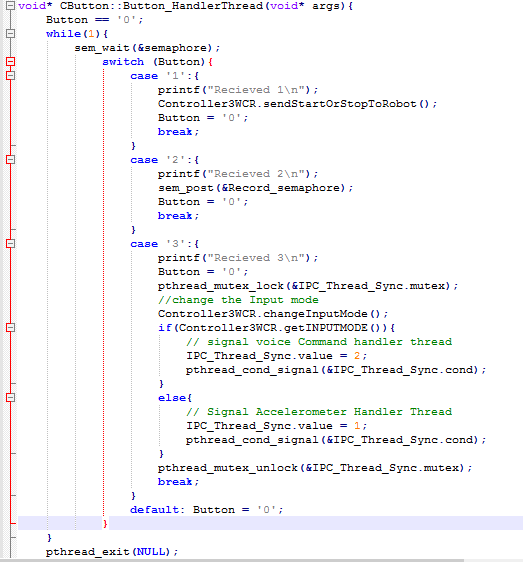 void* CButton::Button_HandlerThread(void* args){
    Button == '0';
    while(1){
        sem_wait(&semaphore);
            switch (Button){
                case '1':{
                    printf("Recieved 1\n");
                    Controller3WCR.sendStartOrStopToRobot();
                    Button = '0';
                    break;
                }
                case '2':{
                    printf("Recieved 2\n");
                    sem_post(&Record_semaphore);
                    Button = '0';
                    break;
                }
                case '3':{
                    printf("Recieved 3\n");
                    Button = '0';
                    pthread_mutex_lock(&IPC_Thread_Sync.mutex);
                    //change the Input mode
                    Controller3WCR.changeInputMode();
                    if(Controller3WCR.getINPUTMODE()){
                        // signal voice Command handler thread
                        IPC_Thread_Sync.value = 2;
                        pthread_cond_signal(&IPC_Thread_Sync.cond);
                    }
                    else{
                        // Signal Accelerometer Handler Thread
                        IPC_Thread_Sync.value = 1;
                        pthread_cond_signal(&IPC_Thread_Sync.cond);
                    }
                    pthread_mutex_unlock(&IPC_Thread_Sync.mutex);
                    break;
                }
                default: Button = '0';
            }
    }
    pthread_exit(NULL);